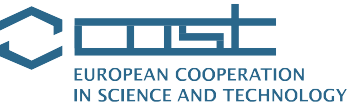 cost
EUROPEAN COOPERATION
IN SCIENCE AND TECHNOLOGY